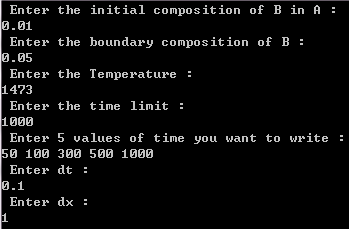 Enter the initial composition of B in A :
0.01
Enter the boundary composition of B :
0.05
Enter the Temperature :
1473
Enter the time limit :
1000
Enter 5 values of time you want to write :
50 100 300 500 1000
Enter dt :
0.1
Enter dx :
1